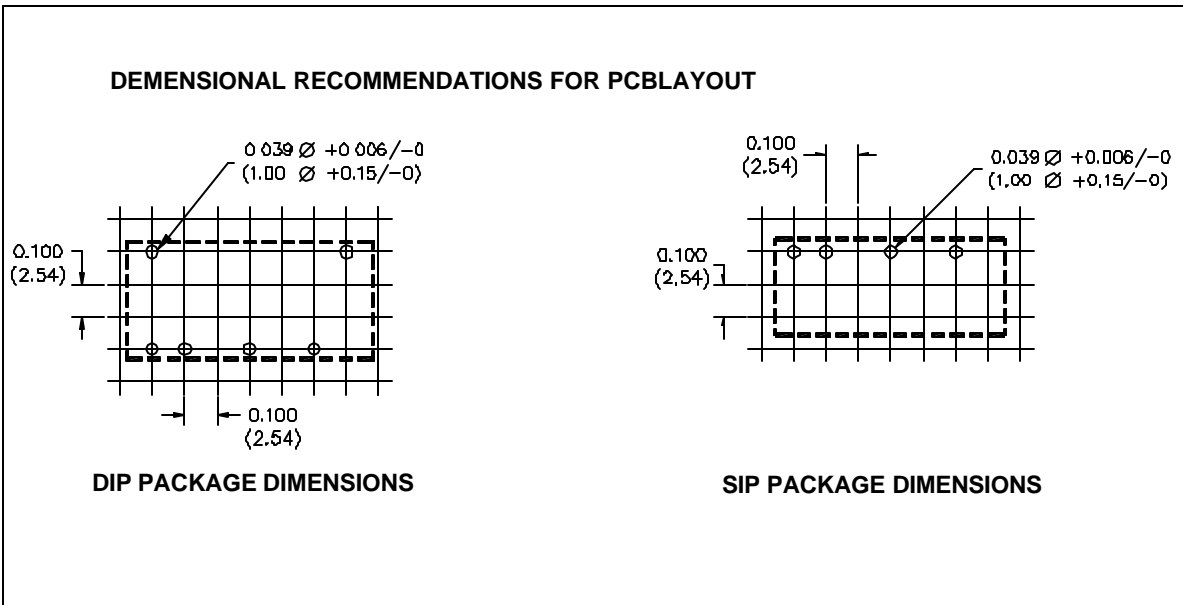 DEMENSIONAL RECOMMENDATIONS FOR PCBLAYOUT
0.039 Ø +0.006/-0
(1.00 Ø +0.15/-0)
0.100
(2.54)
0.100
(2.54)
DIP PACKAGE DIMENSIONS
0.100
(2.54)
0.039 Ø +0.006/-0
(1.00 Ø +0.15/-0)
0.100
(2.54)
SIP PACKAGE DIMENSIONS